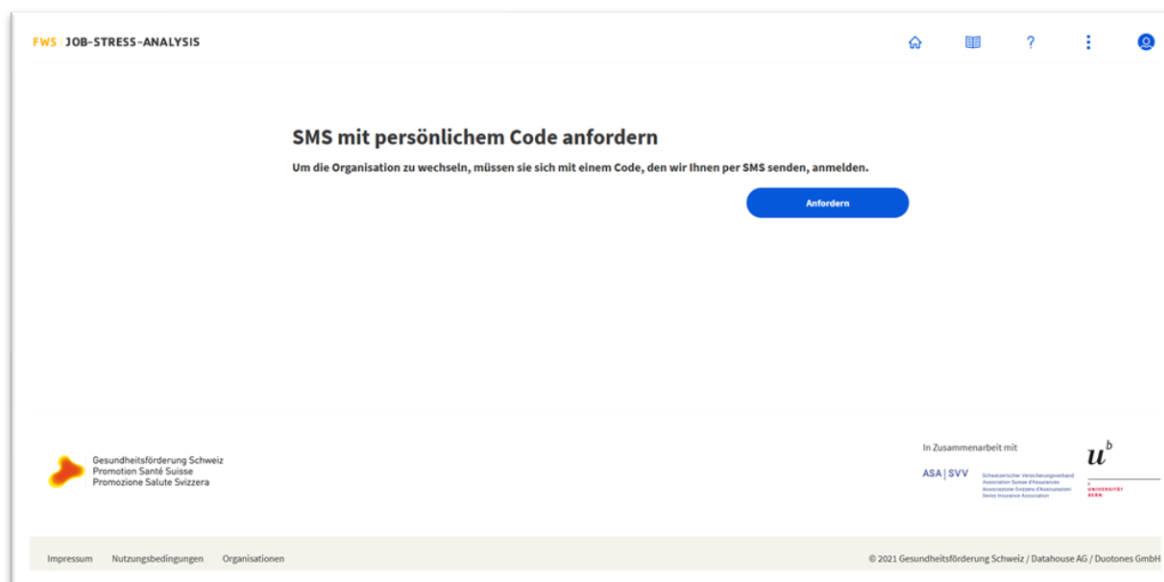 FWS | JOB-STRESS-ANALYSIS
?
SMS mit persönlichem Code anfordern
Um die Organisation zu wechseln, müssen sie sich mit einem Code, den wir Ihnen per SMS senden, anmelden.
Anfordern
Gesundheitsförderung Schweiz
Promotion Santé Suisse
Promozione Salute Svizzera
In Zusammenarbeit mit
ASA | SVV
Schweizerischer Versicherungsverband
Association Suisse d'Assurances
Associazione Svizzera d'Assicurazioni
Swiss Insurance Association
u^b
UNIVERSITÄT
BERN
Impressum Nutzungsbedingungen Organisationen
© 2021 Gesundheitsförderung Schweiz / Datahouse AG / Duotones GmbH